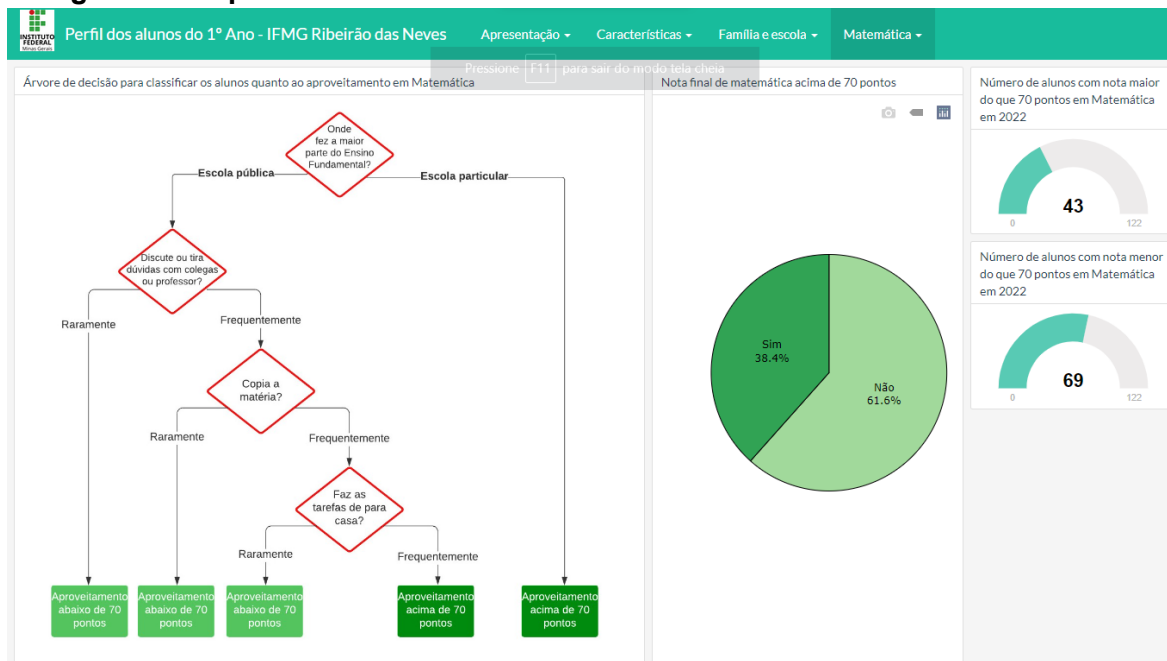 INSTITUTO
FEDERAL
Minas Gerais
Perfil dos alunos do 1º Ano - IFMG Ribeirão das Neves
Apresentação
Características
Família e escola
Matemática
Pressione F11 para sair do modo tela cheia
Árvore de decisão para classificar os alunos quanto ao aproveitamento em Matemática
Onde
fez a maior
parte do Ensino
Fundamental?
Escola pública
Escola particular
Discute ou tira
dúvidas com colegas
ou professor?
Raramente
Frequentemente
Copia a
matéria?
Raramente
Frequentemente
Faz as
tarefas de para
casa?
Raramente
Frequentemente
Aproveitamento
abaixo de 70
pontos
Aproveitamento
abaixo de 70
pontos
Aproveitamento
abaixo de 70
pontos
Aproveitamento
acima de 70
pontos
Aproveitamento
acima de 70
pontos
Nota final de matemática acima de 70 pontos
Sim
38.4%
Não
61.6%
Número de alunos com nota maior
do que 70 pontos em Matemática
em 2022
43
0
122
Número de alunos com nota menor
do que 70 pontos em Matemática
em 2022
69
0
122